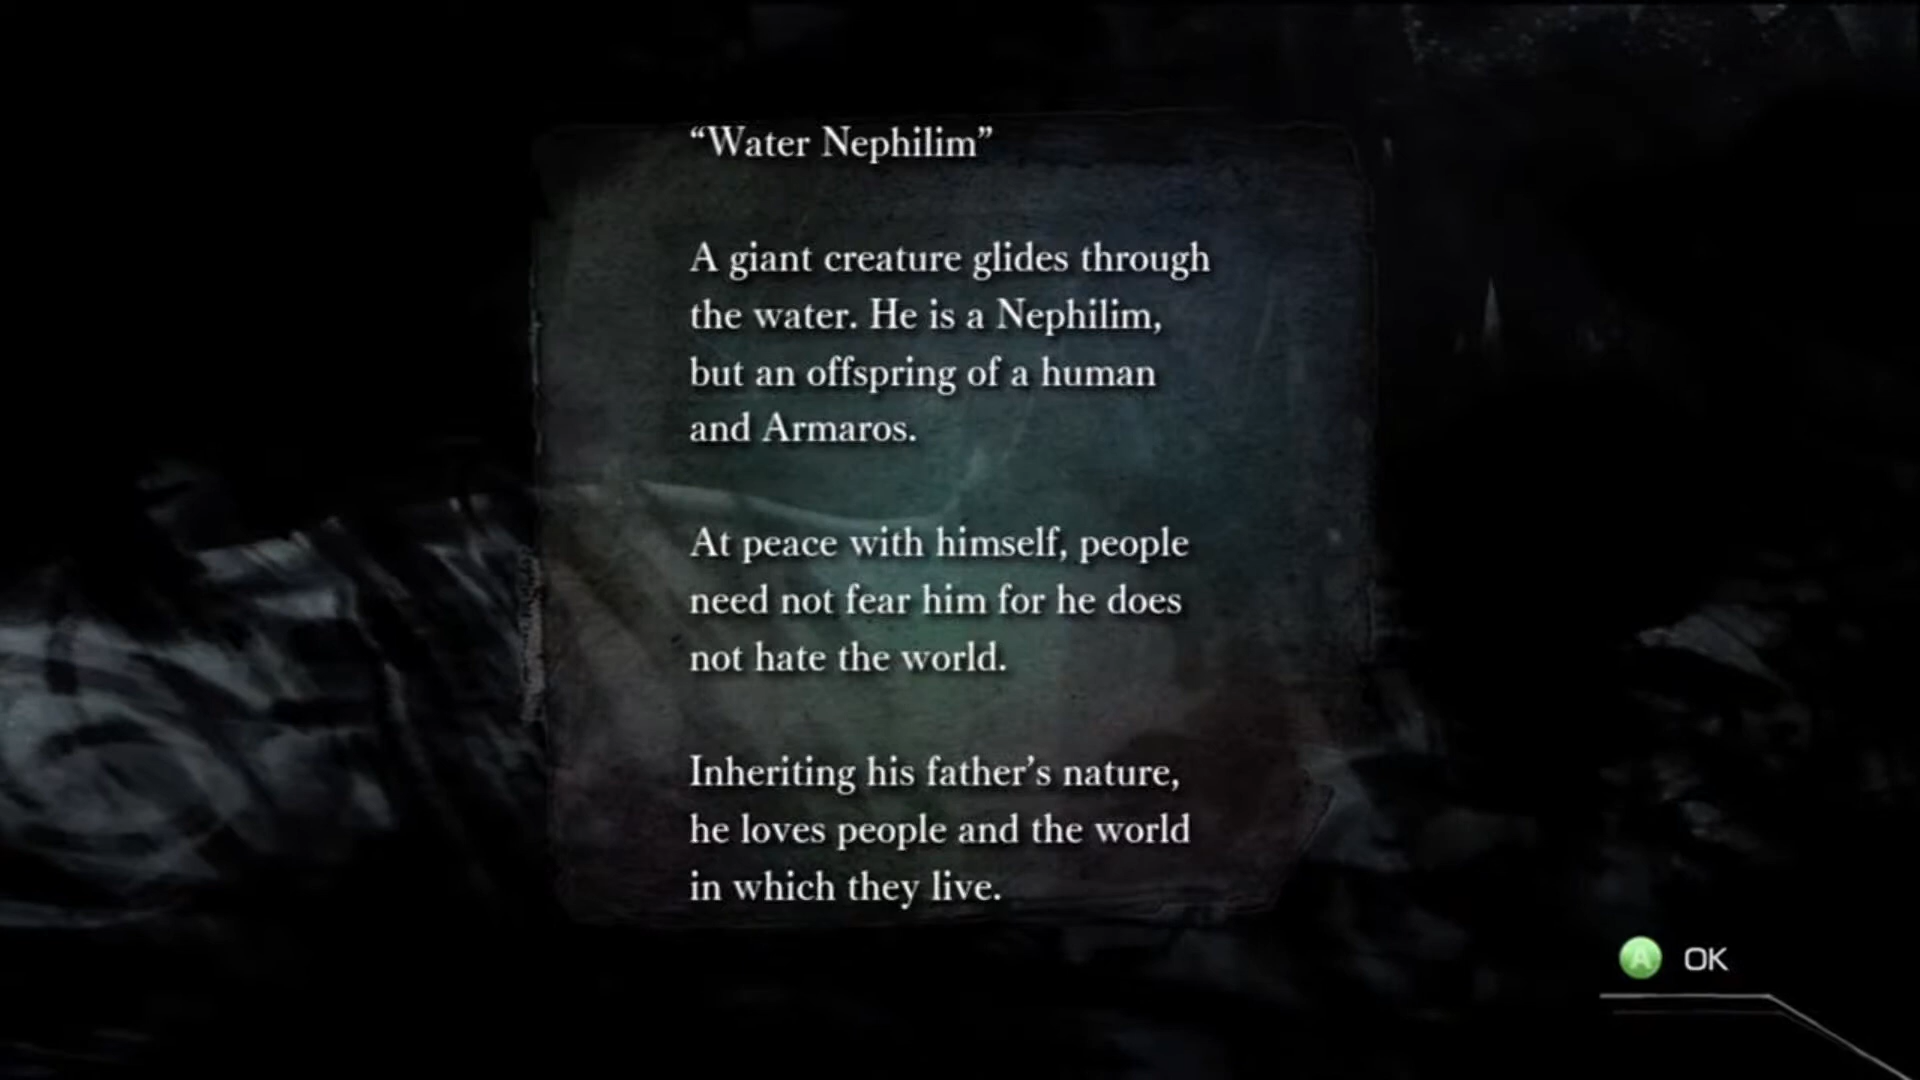 “Water Nephilim”
A giant creature glides through
the water. He is a Nephilim,
but an offspring of a human
and Armaros.
At peace with himself, people
need not fear him for he does
not hate the world.
Inheriting his father’s nature,
he loves people and the world
in which they live.
A OK